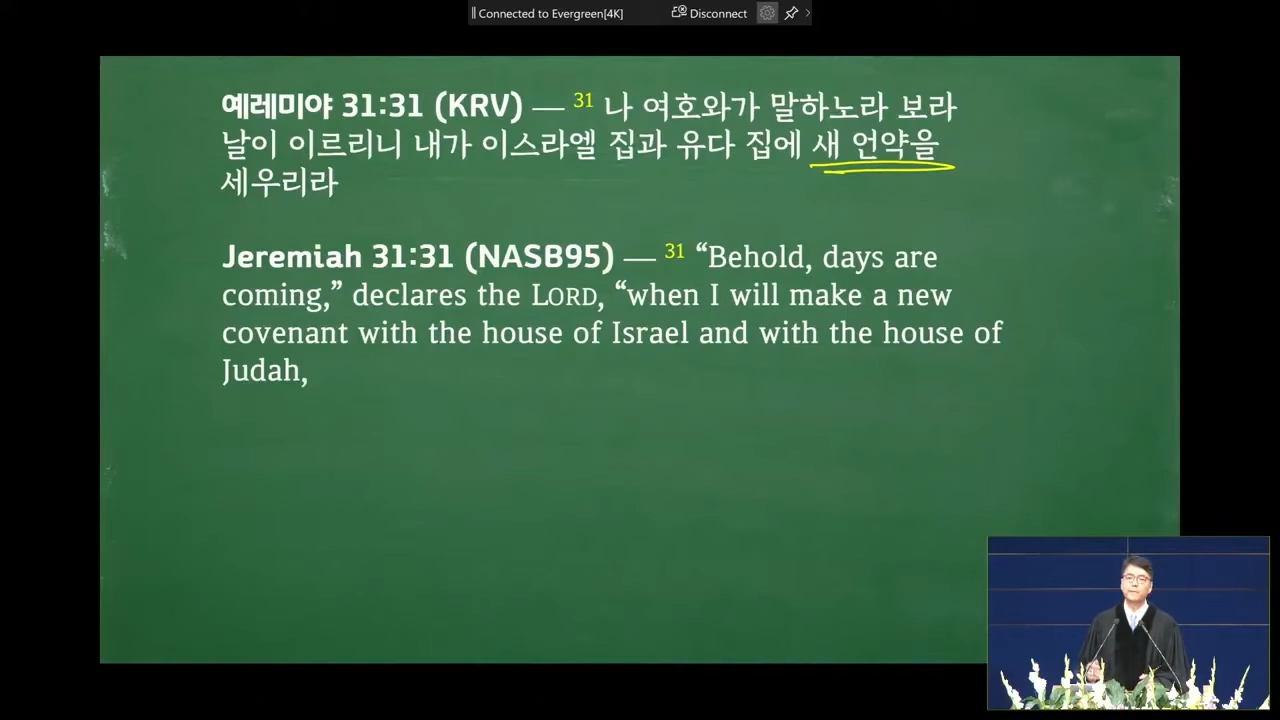 Connected to Evergreen[4K] Disconnect
예레미야 31:31 (KRV) — 31 나 여호와가 말하노라 보라
날이 이르리니 내가 이스라엘 집과 유다 집에 새 언약을
세우리라
Jeremiah 31:31 (NASB95) — 31 “Behold, days are
coming,” declares the LORD, “when I will make a new
covenant with the house of Israel and with the house of
Judah,